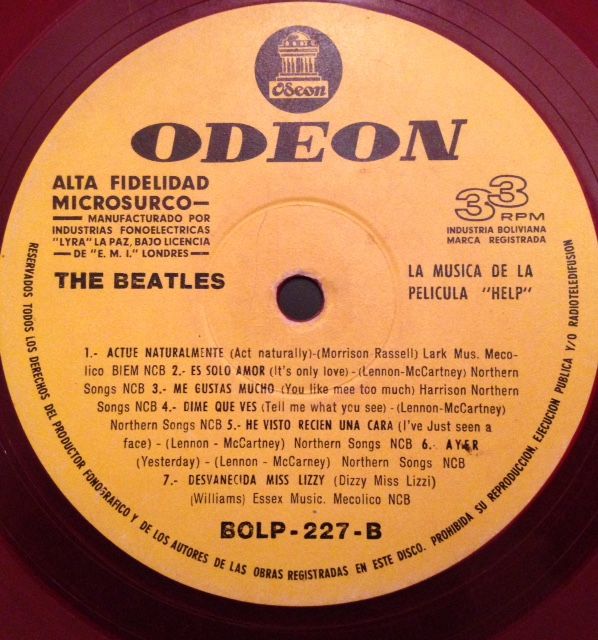 Odeon
ODEON
ALTA FIDELIDAD
MICROSURCO—
— MANUFACTURADO POR
INDUSTRIAS FONOELECTRICAS
"LYRA" LA PAZ, BAJO LICENCIA
— DE "E. M. I." LONDRES —
33
RPM
INDUSTRIA BOLIVIANA
MARCA REGISTRADA
THE BEATLES
LA MUSICA DE LA
PELICULA "HELP"
1.- ACTUE NATURALMENTE (Act naturally)-(Morrison Rassell) Lark Mus. Meco-
lico BIEM NCB 2.- ES SOLO AMOR (It's only love) - (Lennon-McCartney) Northern
Songs NCB 3.- ME GUSTAS MUCHO (You like mee too much) Harrison Northern
Songs NCB 4.- DIME QUE VES (Tell me what you see) - (Lennon-McCartney)
Northern Songs NCB 5.- HE VISTO RECIEN UNA CARA (I've Just seen a
face) - (Lennon - McCartney) Northern Songs NCB 6.- AYER
(Yesterday) - (Lennon - McCarney) Northern Songs NCB
7.- DESVANECIDA MISS LIZZY (Dizzy Miss Lizzi)
(Williams) Essex Music. Mecolico NCB
BOLP-227-B
RESERVADOS TODOS LOS DERECHOS DEL PRODUCTOR FONOGRAFICO Y DE LOS AUTORES DE LAS OBRAS REGISTRADAS EN ESTE DISCO. PROHIBIDA SU REPRODUCCION, EJECUCION PUBLICA Y/O RADIOTELEDIFUSION